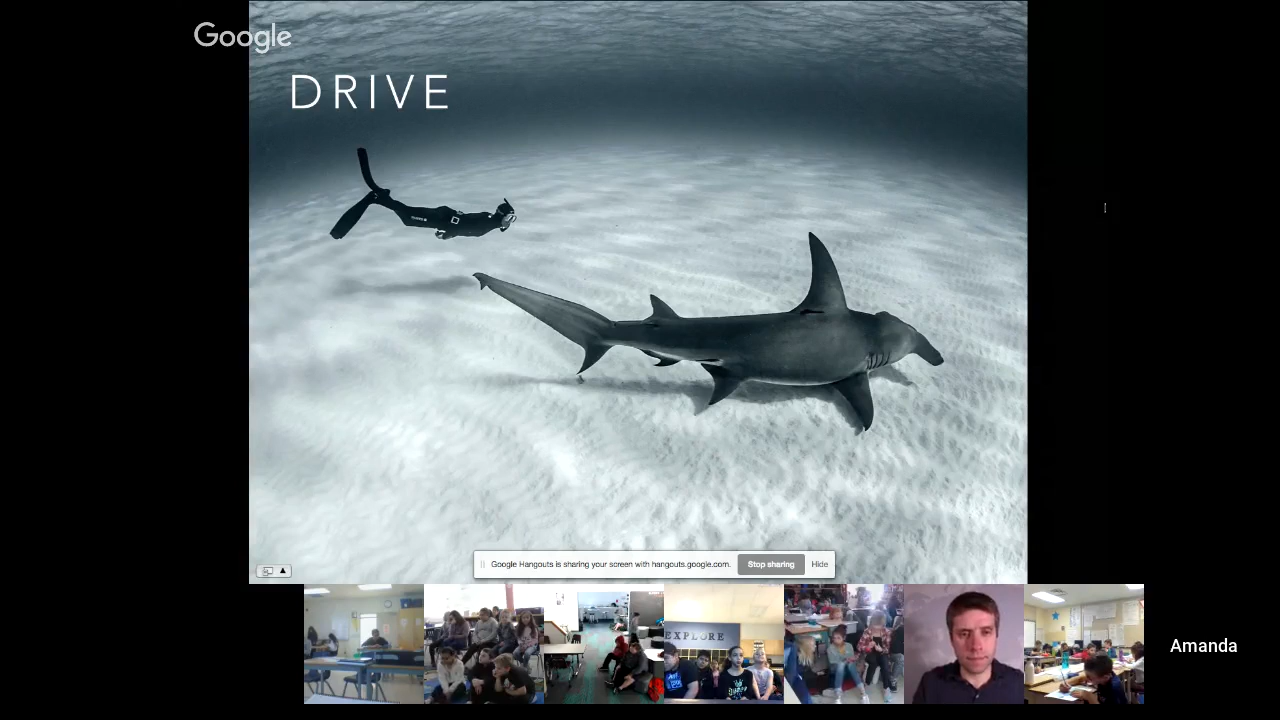 Google
DRIVE
Google Hangouts is sharing your screen with hangouts.google.com. Stop sharing Hide
EXPLORE
Amanda